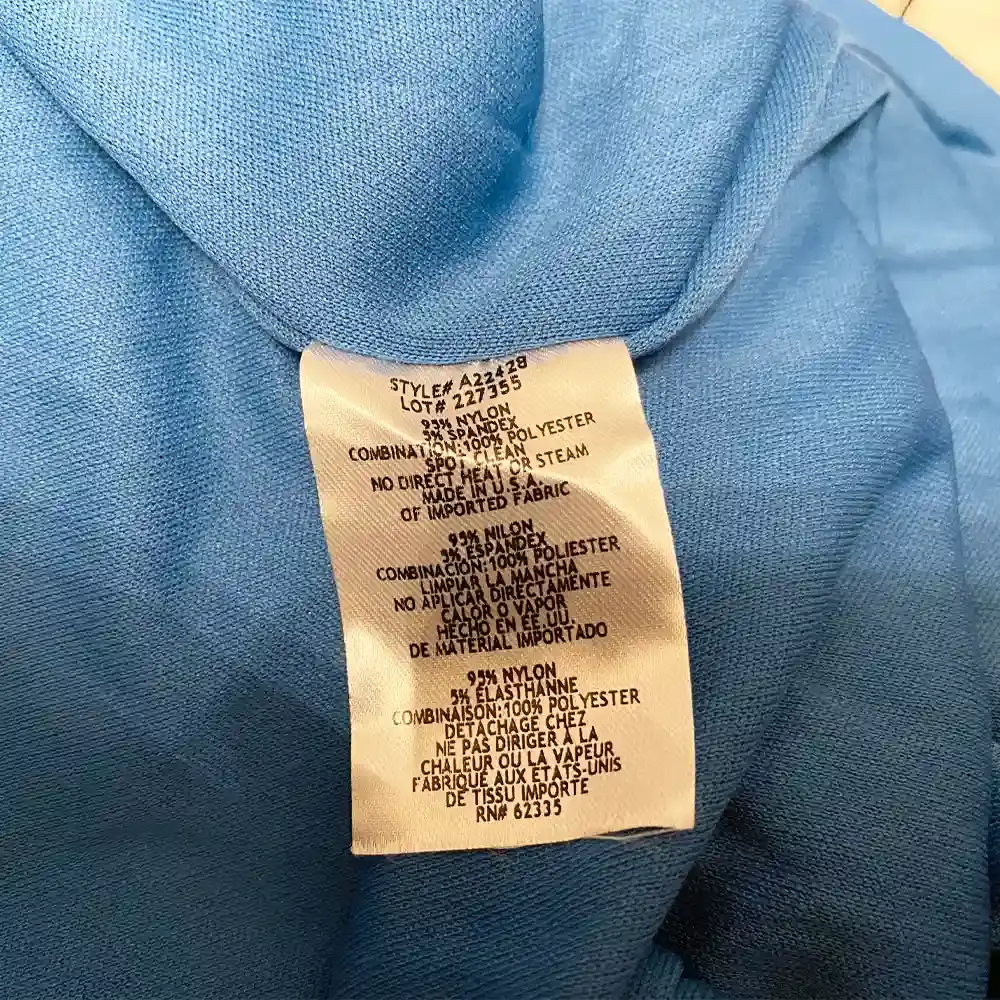 STYLE# A22428
LOT# 227355
95% NYLON
5% SPANDEX
COMBINATION:100% POLYESTER
SPOT CLEAN
NO DIRECT HEAT OR STEAM
MADE IN U.S.A.
OF IMPORTED FABRIC
95% NILON
5% ESPANDEX
COMBINACION:100% POLIESTER
LIMPIAR LA MANCHA
NO APLICAR DIRECTAMENTE
CALOR O VAPOR
HECHO EN EE.UU.
DE MATERIAL IMPORTADO
95% NYLON
5% ELASTHANNE
COMBINAISON:100% POLYESTER
DETACHAGE CHEZ
NE PAS DIRIGER A LA
CHALEUR OU LA VAPEUR
FABRIQUE AUX ETATS-UNIS
DE TISSU IMPORTE
RN# 62335